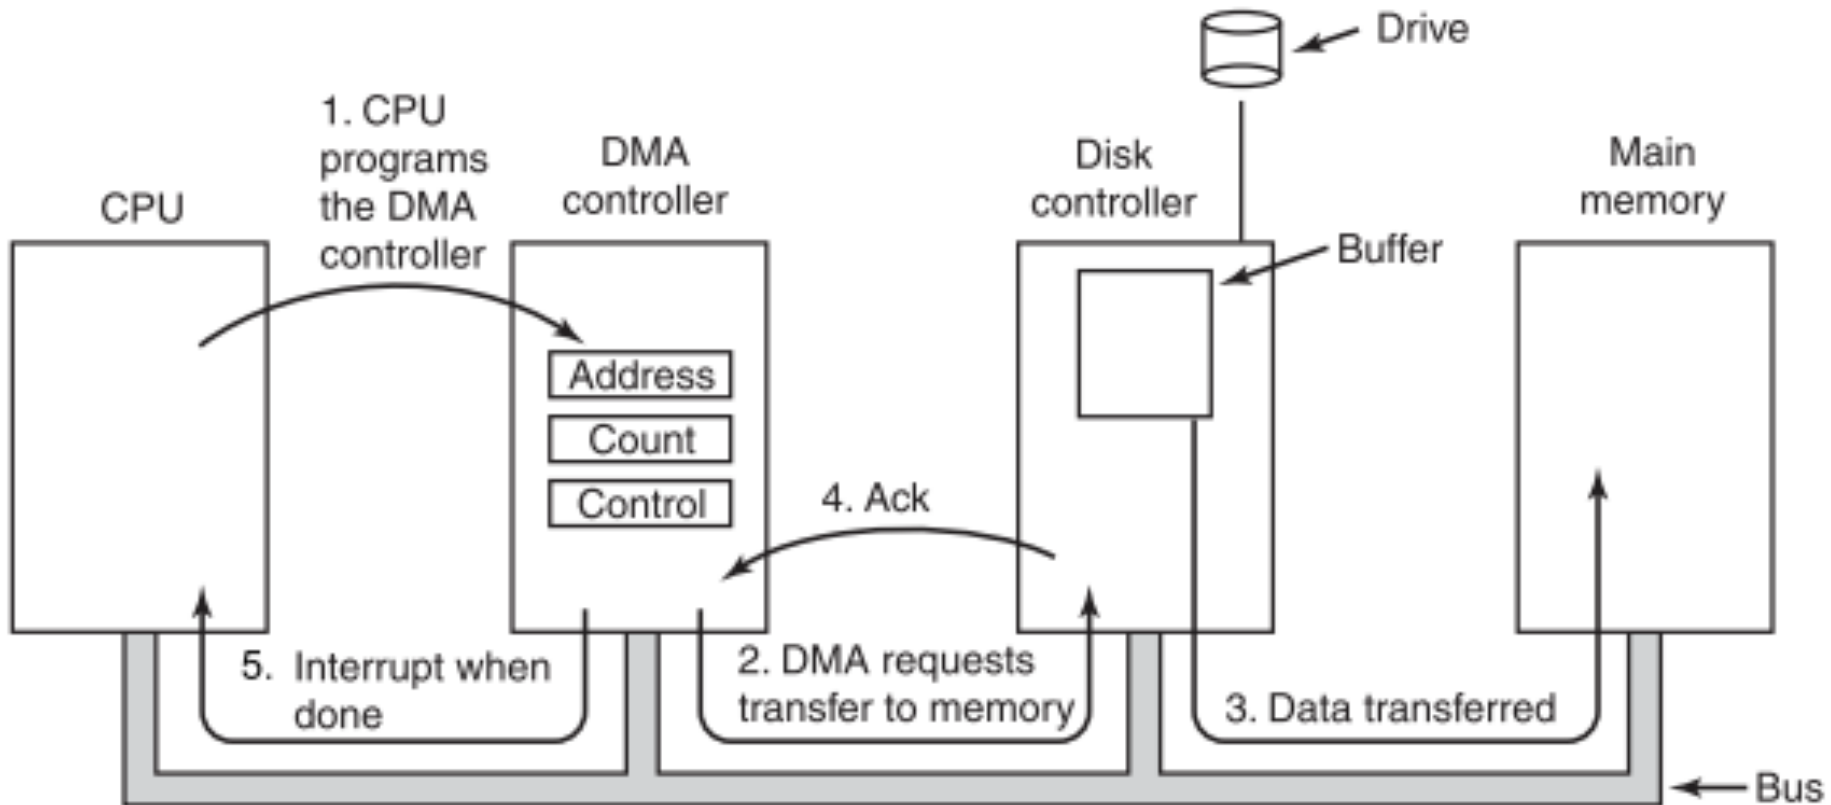 Drive
1. CPU
programs
the DMA
controller
CPU
DMA
controller
Disk
controller
Main
memory
Buffer
Address
Count
Control
4. Ack
5. Interrupt when
done
2. DMA requests
transfer to memory
3. Data transferred
Bus